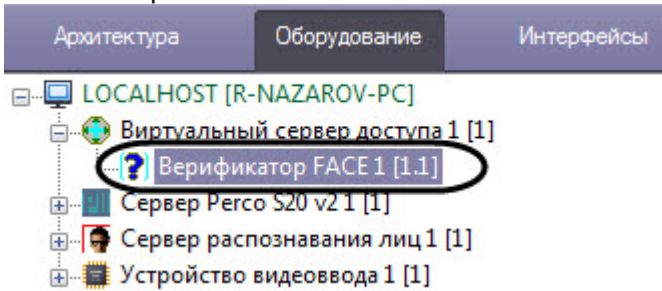 Архитектура Оборудование Интерфейсы
LOCALHOST [R-NAZAROV-PC]
Виртуальный сервер доступа 1 [1]
Верификатор FACE 1 [1.1]
Сервер Perco S20 v2 1 [1]
Сервер распознавания лиц 1 [1]
Устройство видеоввода 1 [1]